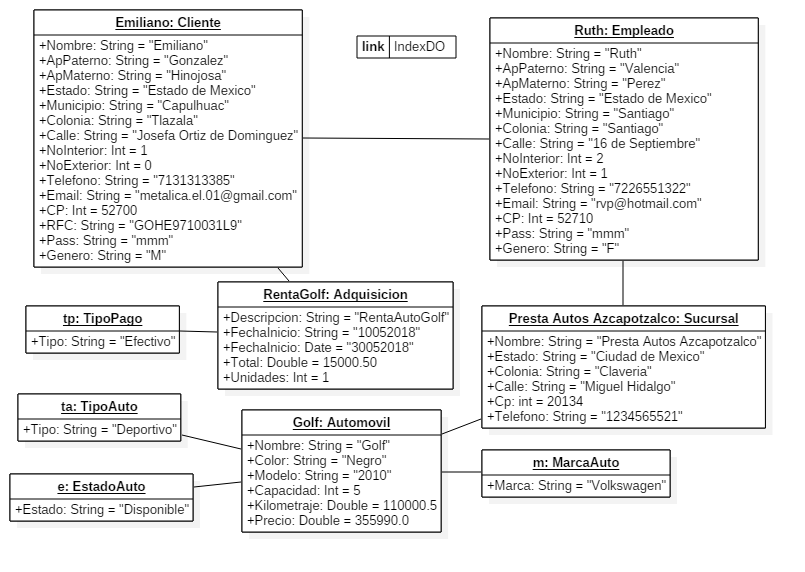 Emiliano: Cliente
+Nombre: String = "Emiliano"
+ApPaterno: String = "Gonzalez"
+ApMaterno: String = "Hinojosa"
+Estado: String = "Estado de Mexico"
+Municipio: String = "Capulhuac"
+Colonia: String = "Tlazala"
+Calle: String = "Josefa Ortiz de Dominguez"
+NoInterior: Int = 1
+NoExterior: Int = 0
+Telefono: String = "7131313385"
+Email: String = "metalica.el.01@gmail.com"
+CP: Int = 52700
+RFC: String = "GOHE9710031L9"
+Pass: String = "mmm"
+Genero: String = "M"
link IndexDO
Ruth: Empleado
+Nombre: String = "Ruth"
+ApPaterno: String = "Valencia"
+ApMaterno: String = "Perez"
+Estado: String = "Estado de Mexico"
+Municipio: String = "Santiago"
+Colonia: String = "Santiago"
+Calle: String = "16 de Septiembre"
+NoInterior: Int = 2
+NoExterior: Int = 1
+Telefono: String = "7226551322"
+Email: String = "rvp@hotmail.com"
+CP: Int = 52710
+Pass: String = "mmm"
+Genero: String = "F"
RentaGolf: Adquisicion
+Descripcion: String = "RentaAutoGolf"
+FechaInicio: String = "10052018"
+FechaInicio: Date = "30052018"
+Total: Double = 15000.50
+Unidades: Int = 1
tp: TipoPago
+Tipo: String = "Efectivo"
Presta Autos Azcapotzalco: Sucursal
+Nombre: String = "Presta Autos Azcapotzalco"
+Estado: String = "Ciudad de Mexico"
+Colonia: String = "Claveria"
+Calle: String = "Miguel Hidalgo"
+Cp: int = 20134
+Telefono: String = "1234565521"
ta: TipoAuto
+Tipo: String = "Deportivo"
Golf: Automovil
+Nombre: String = "Golf"
+Color: String = "Negro"
+Modelo: String = "2010"
+Capacidad: Int = 5
+Kilometraje: Double = 110000.5
+Precio: Double = 355990.0
e: EstadoAuto
+Estado: String = "Disponible"
m: MarcaAuto
+Marca: String = "Volkswagen"